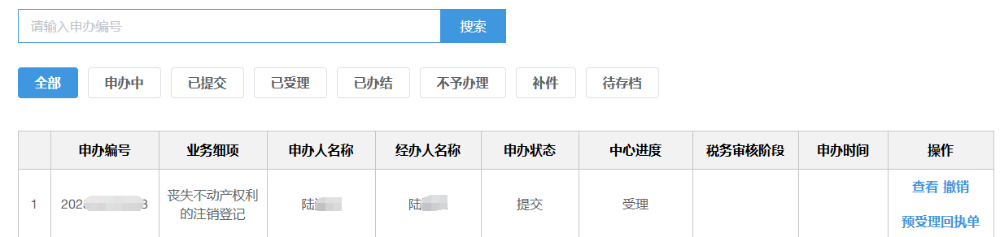 请输入申办编号
搜索
全部
申办中
已提交
已受理
已办结
不予办理
补件
待存档
申办编号
业务细项
申办人名称
经办人名称
申办状态
中心进度
税务审核阶段
申办时间
操作
1
丧失不动产权利
的注销登记
陆
陆
提交
受理
查看 撤销
预受理回执单